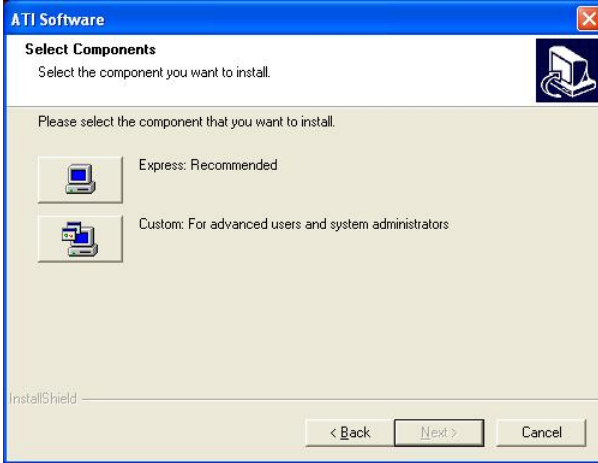 ATI Software
Select Components
Select the component you want to install.
Please select the component that you want to install.
Express: Recommended
Custom: For advanced users and system administrators
InstallShield
< Back
Next >
Cancel